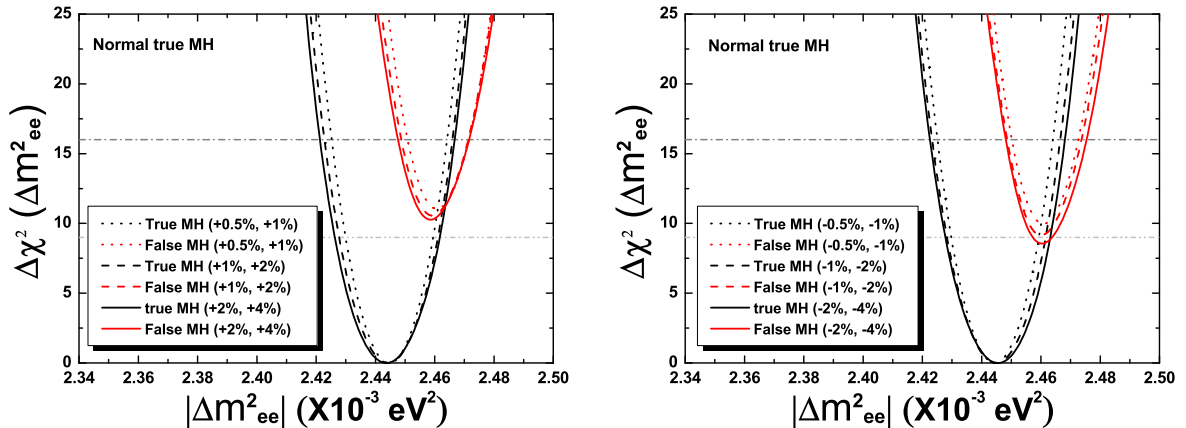 Normal true MH
25
20
15
10
5
0
Δχ² (Δm²ee)
True MH (+0.5%, +1%)
False MH (+0.5%, +1%)
True MH (+1%, +2%)
False MH (+1%, +2%)
true MH (+2%, +4%)
False MH (+2%, +4%)
2.34 2.36 2.38 2.40 2.42 2.44 2.46 2.48 2.50
|Δm²ee| (X10⁻³ eV²)
Normal true MH
25
20
15
10
5
0
Δχ² (Δm²ee)
True MH (-0.5%, -1%)
False MH (-0.5%, -1%)
True MH (-1%, -2%)
False MH (-1%, -2%)
true MH (-2%, -4%)
False MH (-2%, -4%)
2.34 2.36 2.38 2.40 2.42 2.44 2.46 2.48 2.50
|Δm²ee| (X10⁻³ eV²)